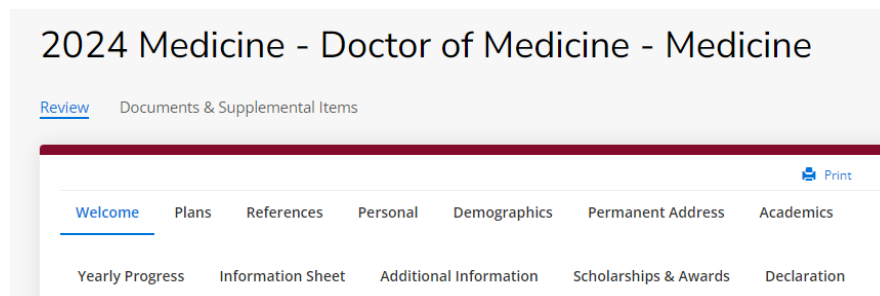 2024 Medicine - Doctor of Medicine - Medicine
Review Documents & Supplemental Items
Print
Welcome Plans References Personal Demographics Permanent Address Academics
Yearly Progress Information Sheet Additional Information Scholarships & Awards Declaration